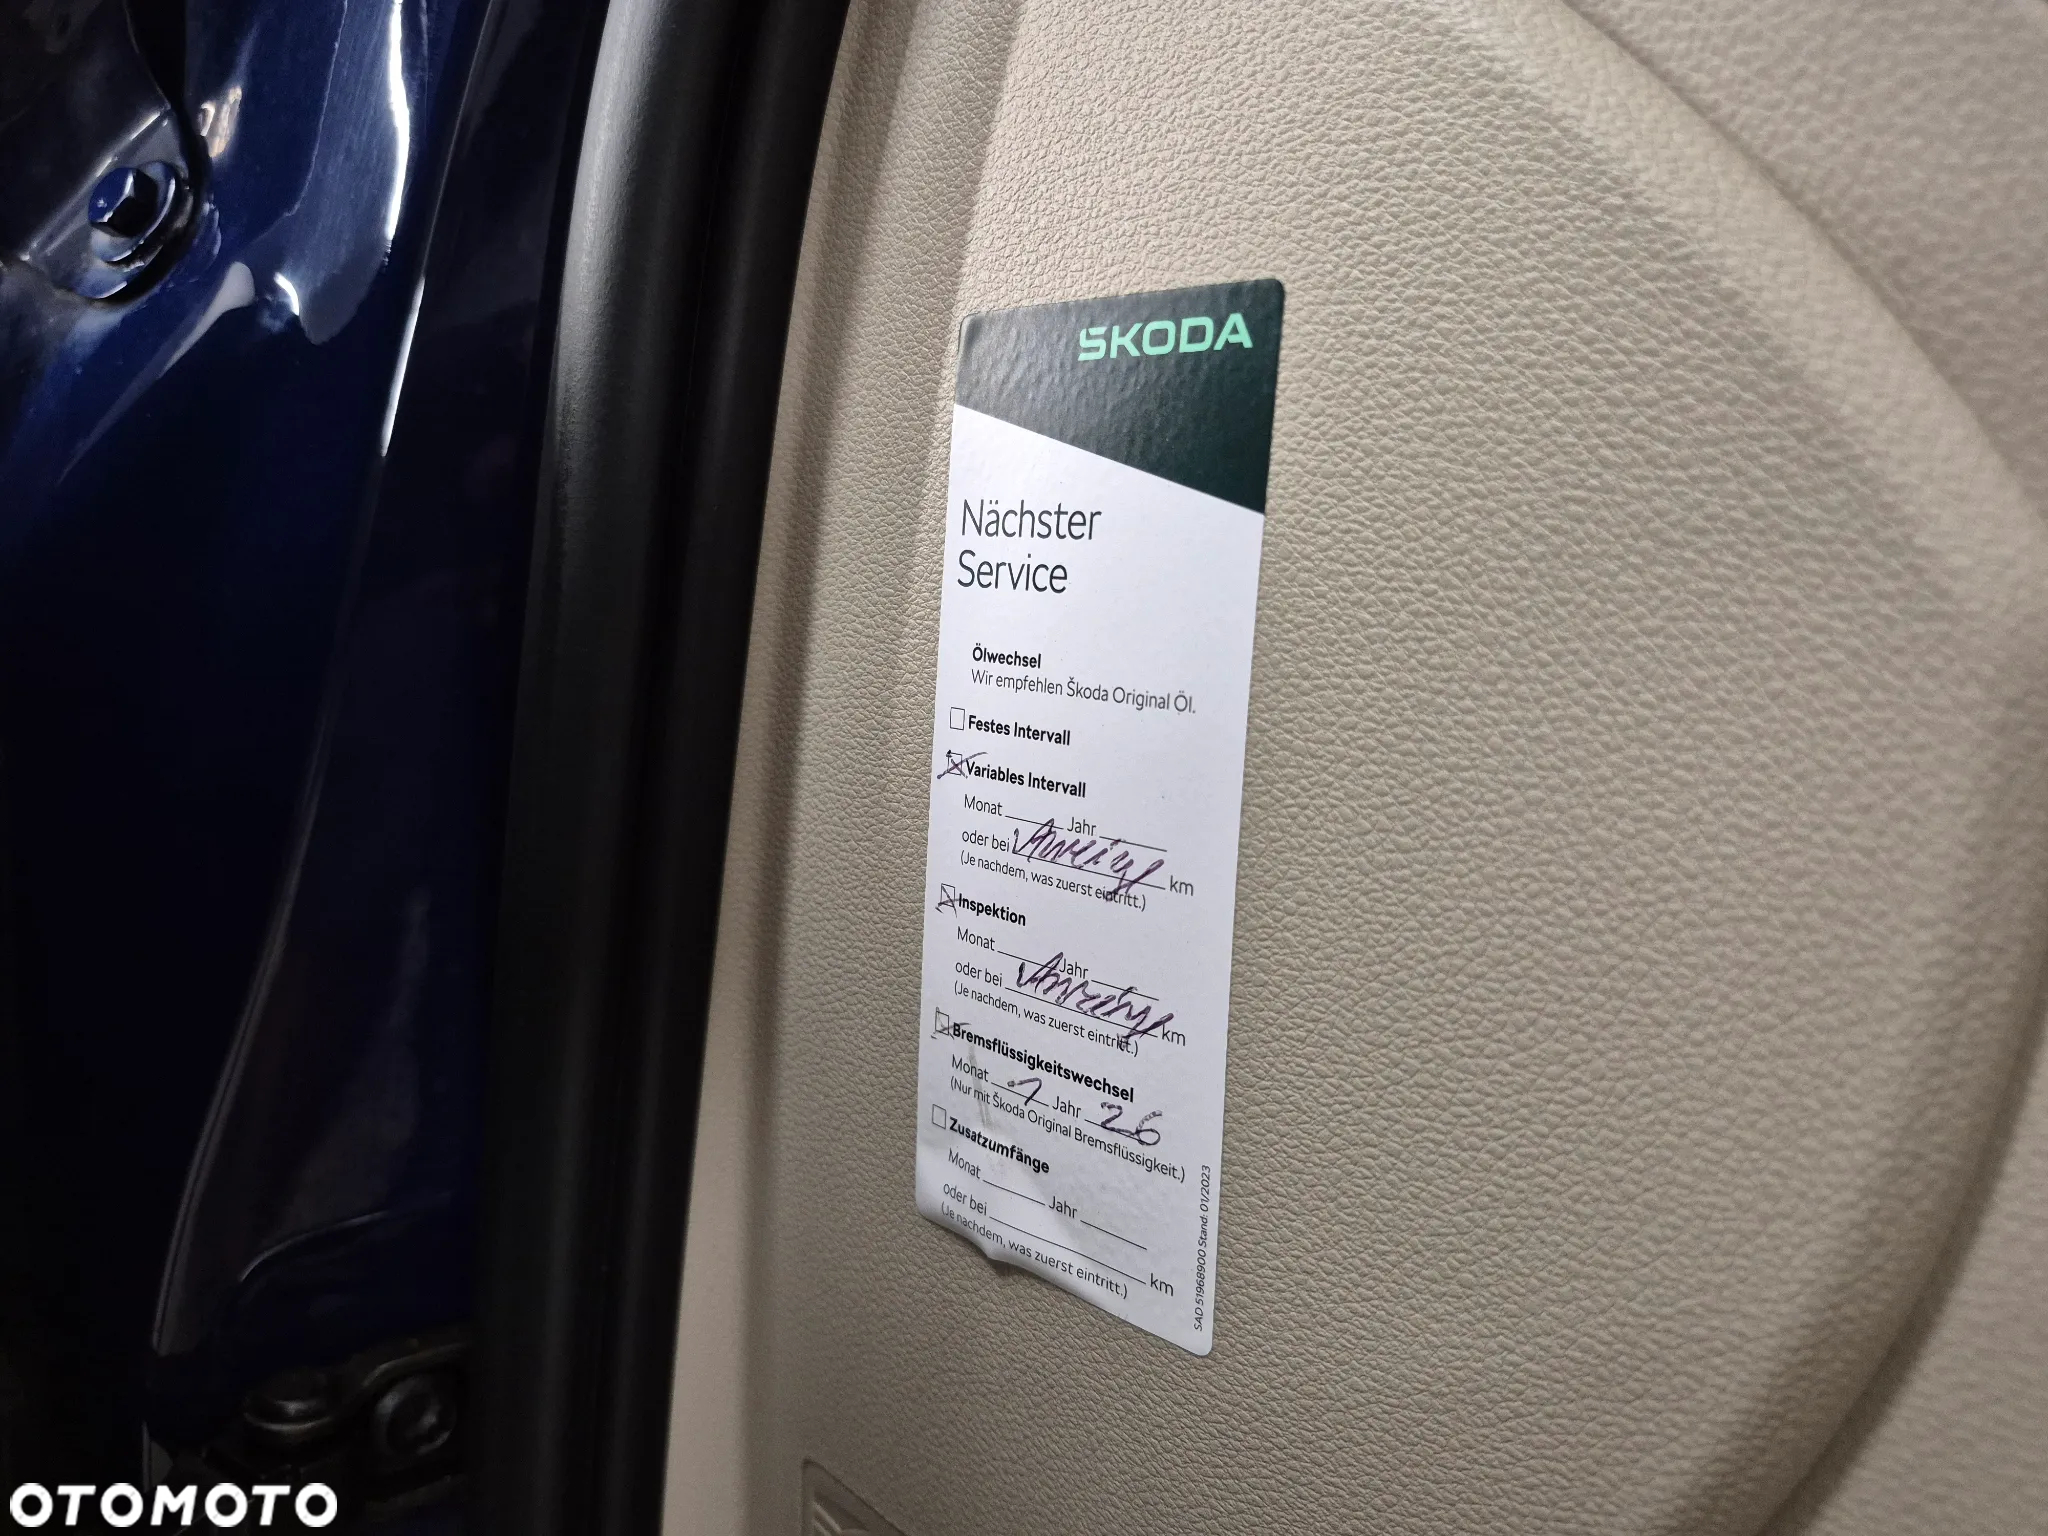 ŠKODA
Nächster
Service
Ölwechsel
Wir empfehlen Škoda Original Öl.
Festes Intervall
Variables Intervall
Monat Jahr
oder bei km
(Je nachdem, was zuerst eintritt.)
Inspektion
Monat Jahr
oder bei km
(Je nachdem, was zuerst eintritt.)
Bremsflüssigkeitswechsel
Monat 7 Jahr 26
(Nur mit Škoda Original Bremsflüssigkeit.)
Zusatzumfänge
Monat Jahr
oder bei km
(Je nachdem, was zuerst eintritt.)
SAD 51968900 Stand: 01/2023
OTOMOTO